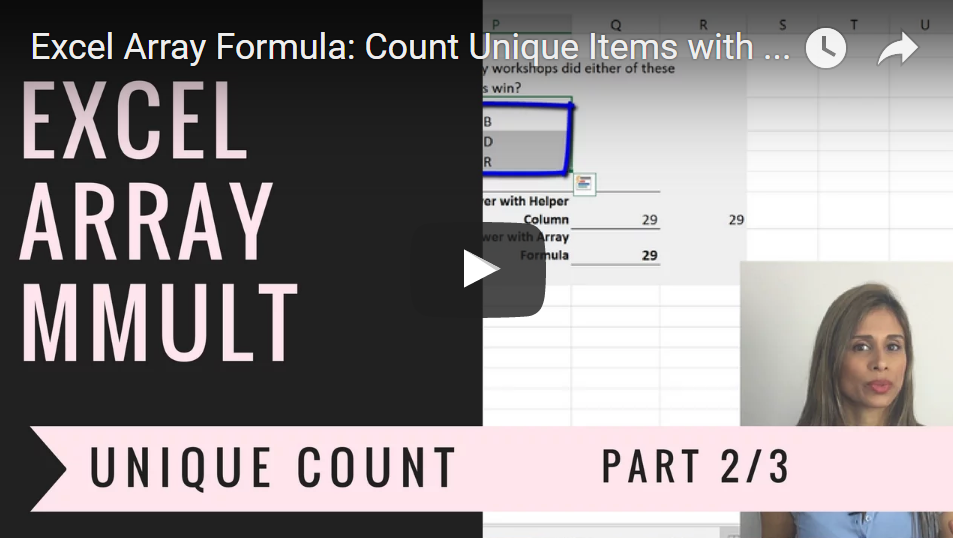 Excel Array Formula: Count Unique Items with ...
P Q R S T U
y workshops did either of these
s win?
B
D
R
er with Helper
Column 29 29
wer with Array
Formula 29
EXCEL
ARRAY
MMULT
UNIQUE COUNT PART 2/3